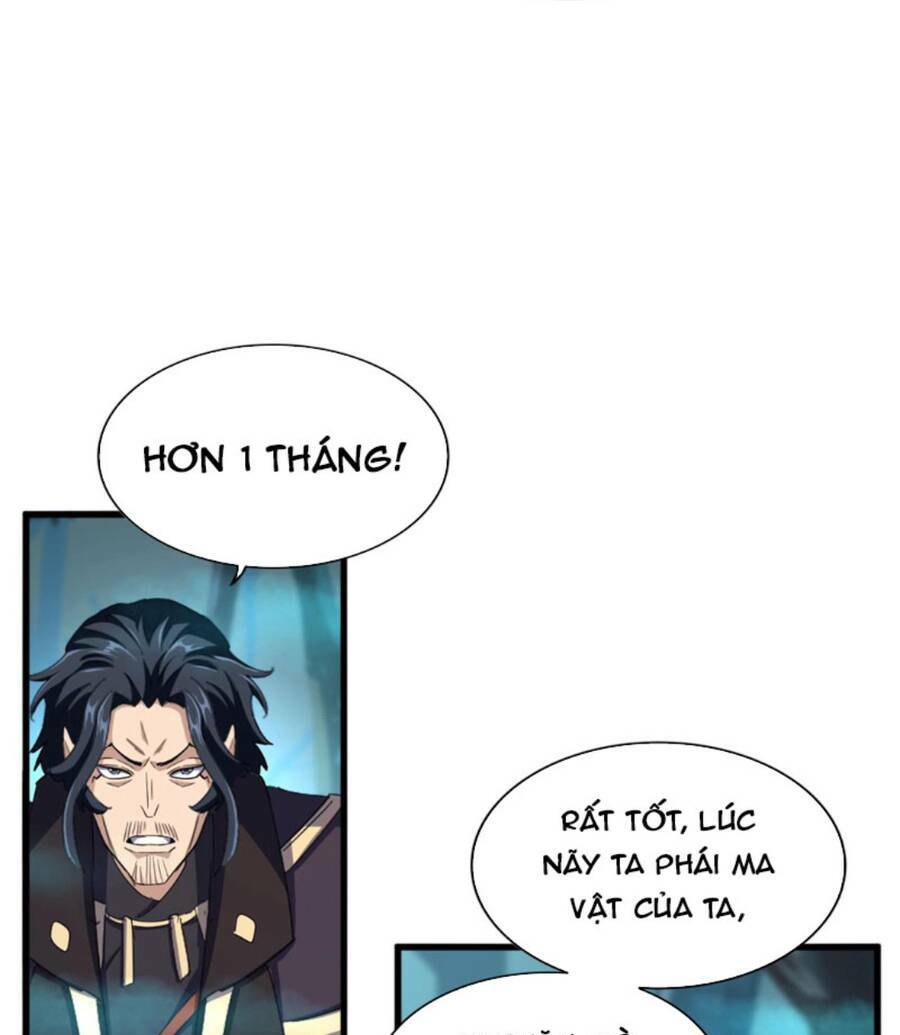 HƠN 1 THÁNG!
RẤT TỐT, LÚC
NÃY TA PHÁI MA
VẬT CỦA TA,